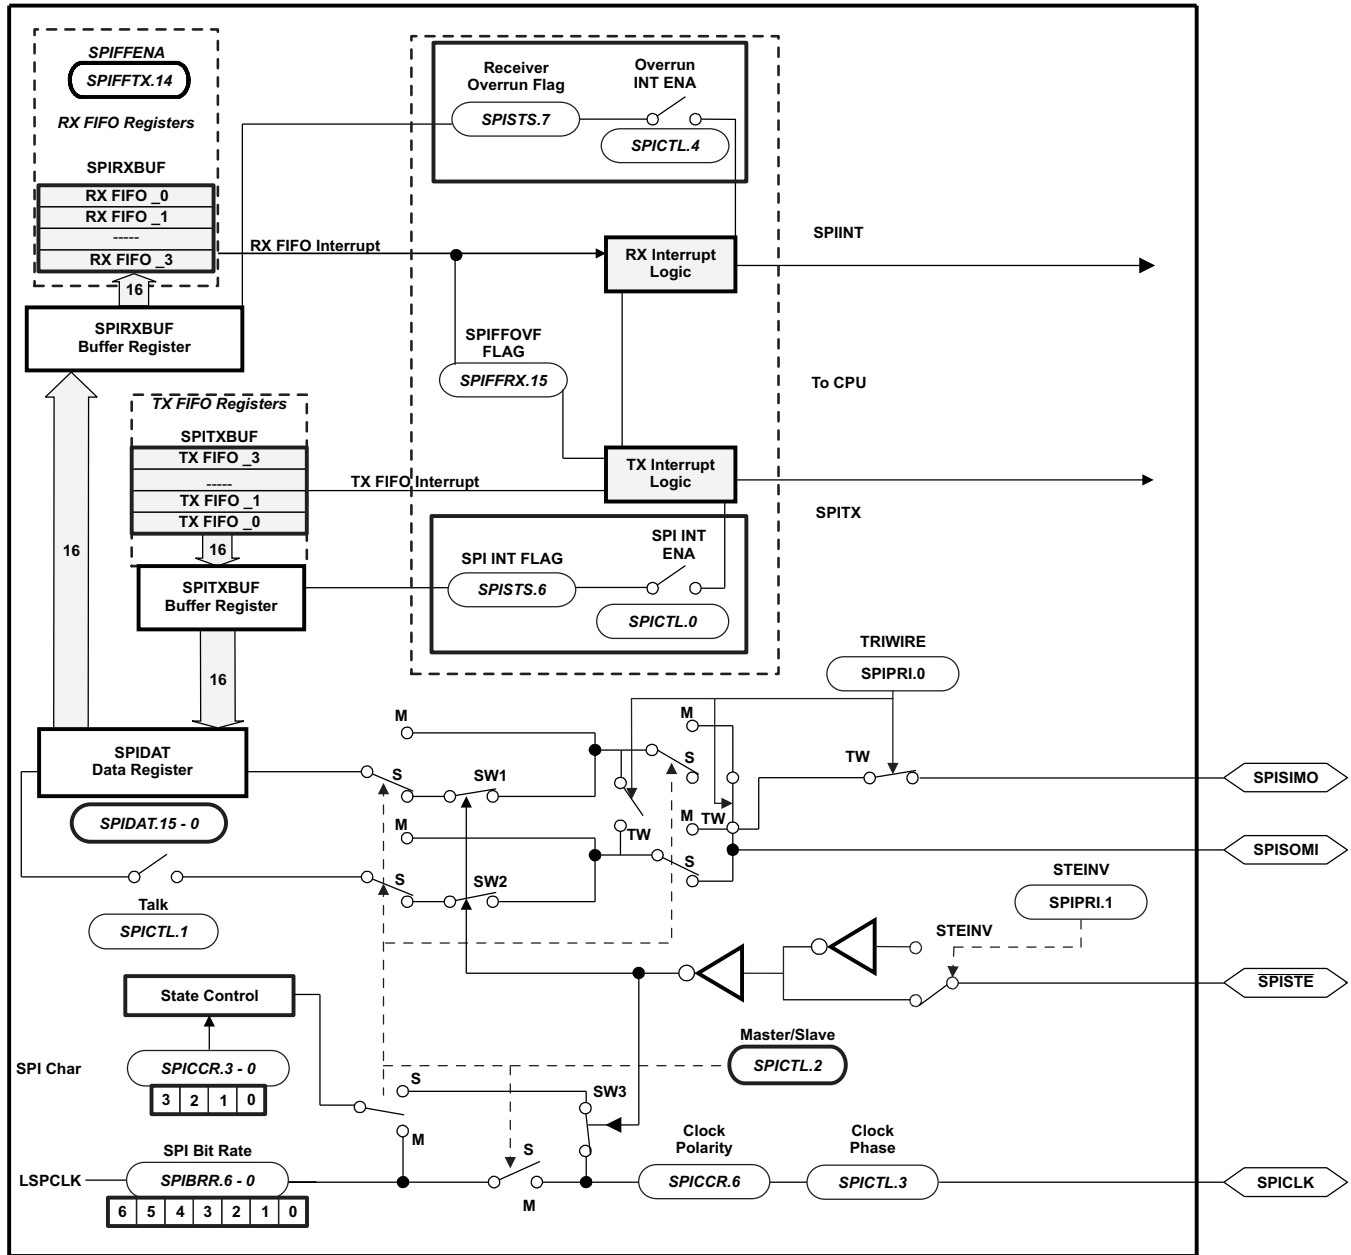 SPIFFENA
SPIFFTX.14
RX FIFO Registers
SPIRXBUF
RX FIFO _0
RX FIFO _1
-----
RX FIFO _3
16
SPIRXBUF
Buffer Register
Receiver
Overrun Flag
SPISTS.7
Overrun
INT ENA
SPICTL.4
RX FIFO Interrupt
RX Interrupt
Logic
SPIINT
SPIFFOVF
FLAG
SPIFFRX.15
To CPU
TX FIFO Registers
SPITXBUF
TX FIFO _3
-----
TX FIFO _1
TX FIFO _0
16
TX FIFO Interrupt
TX Interrupt
Logic
SPITX
16
SPITXBUF
Buffer Register
SPI INT FLAG
SPISTS.6
SPI INT
ENA
SPICTL.0
16
TRIWIRE
SPIPRI.0
SPIDAT
Data Register
SPIDAT.15 - 0
M
S
SW1
M
S
TW
TW
SPISIMO
M
S
SW2
TW
M
S
SPISOMI
Talk
SPICTL.1
STEINV
SPIPRI.1
STEINV
SPISTE
State Control
Master/Slave
SPICTL.2
SPI Char
SPICCR.3 - 0
3 2 1 0
S
M
SW3
SPI Bit Rate
LSPCLK
SPIBRR.6 - 0
6 5 4 3 2 1 0
S
M
Clock
Polarity
SPICCR.6
Clock
Phase
SPICTL.3
SPICLK